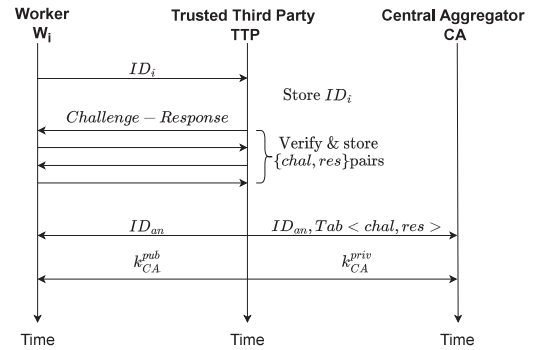 Worker
W_i
Trusted Third Party
TTP
Central Aggregator
CA
ID_i
Store ID_i
Challenge − Response
Verify & store
{chal, res}pairs
ID_an
ID_an, Tab < chal, res >
k_CA^pub
k_CA^priv
Time
Time
Time